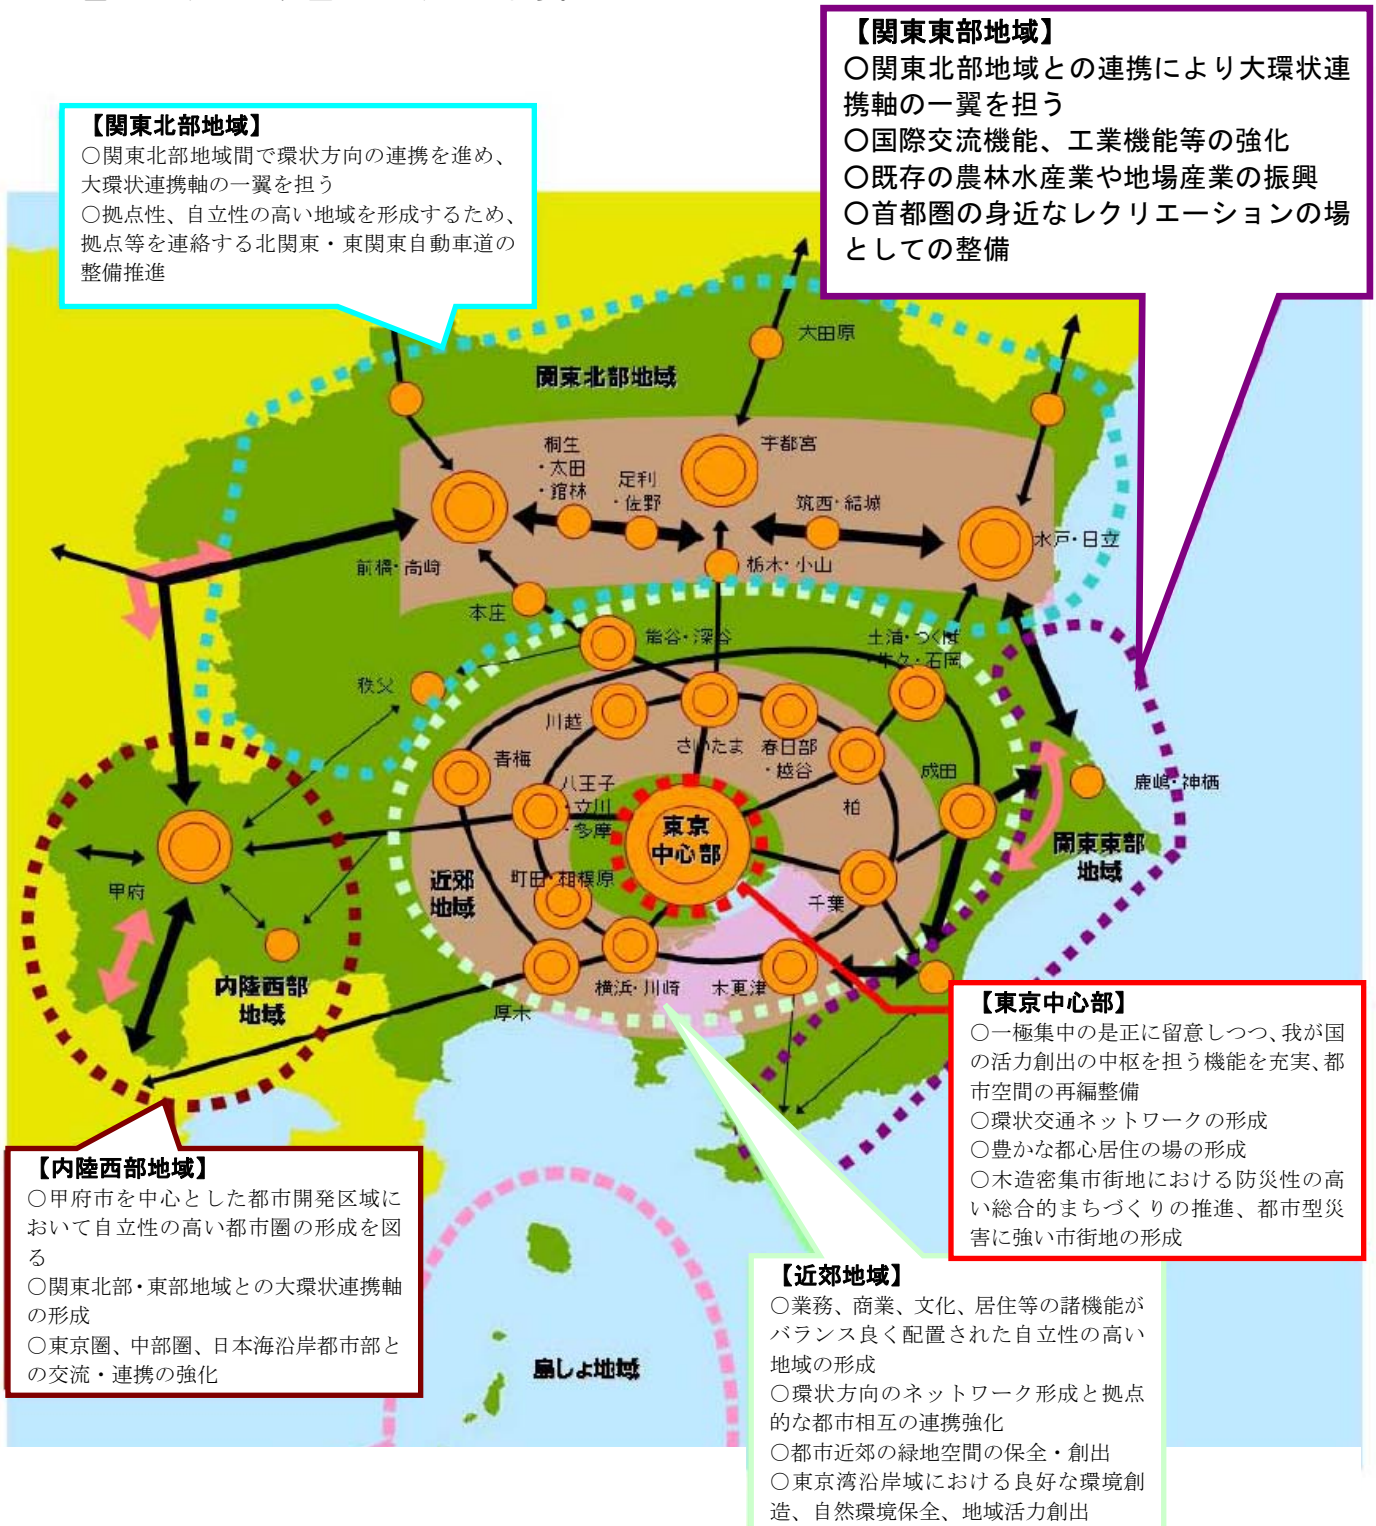 【関東東部地域】
〇関東北部地域との連携により大環状連
携軸の一翼を担う
〇国際交流機能、工業機能等の強化
〇既存の農林水産業や地場産業の振興
〇首都圏の身近なレクリエーションの場
としての整備
【関東北部地域】
〇関東北部地域間で環状方向の連携を進め、
大環状連携軸の一翼を担う
〇拠点性、自立性の高い地域を形成するため、
拠点等を連絡する北関東・東関東自動車道の
整備推進
大田原
関東北部地域
宇都宮
桐生
・太田
・館林
足利
・佐野
筑西・結城
水戸・日立
前橋・高崎
栃木・小山
本庄
熊谷・深谷
土浦・つくば
・牛久・石岡
秩父
川越
さいたま
春日部
・越谷
青梅
八王子
・立川
・多摩
柏
成田
鹿嶋・神栖
東京
中心部
関東東部
地域
甲府
近郊
地域
町田・相模原
千葉
内陸西部
地域
横浜・川崎
木更津
厚木
【東京中心部】
〇一極集中の是正に留意しつつ、我が国
の活力創出の中枢を担う機能を充実、都
市空間の再編整備
〇環状交通ネットワークの形成
〇豊かな都心居住の場の形成
〇木造密集市街地における防災性の高
い総合的まちづくりの推進、都市型災
害に強い市街地の形成
【内陸西部地域】
〇甲府市を中心とした都市開発区域に
おいて自立性の高い都市圏の形成を図
る
〇関東北部・東部地域との大環状連携軸
の形成
〇東京圏、中部圏、日本海沿岸都市部と
の交流・連携の強化
島しょ地域
【近郊地域】
〇業務、商業、文化、居住等の諸機能が
バランス良く配置された自立性の高い
地域の形成
〇環状方向のネットワーク形成と拠点
的な都市相互の連携強化
〇都市近郊の緑地空間の保全・創出
〇東京湾沿岸域における良好な環境創
造、自然環境保全、地域活力創出